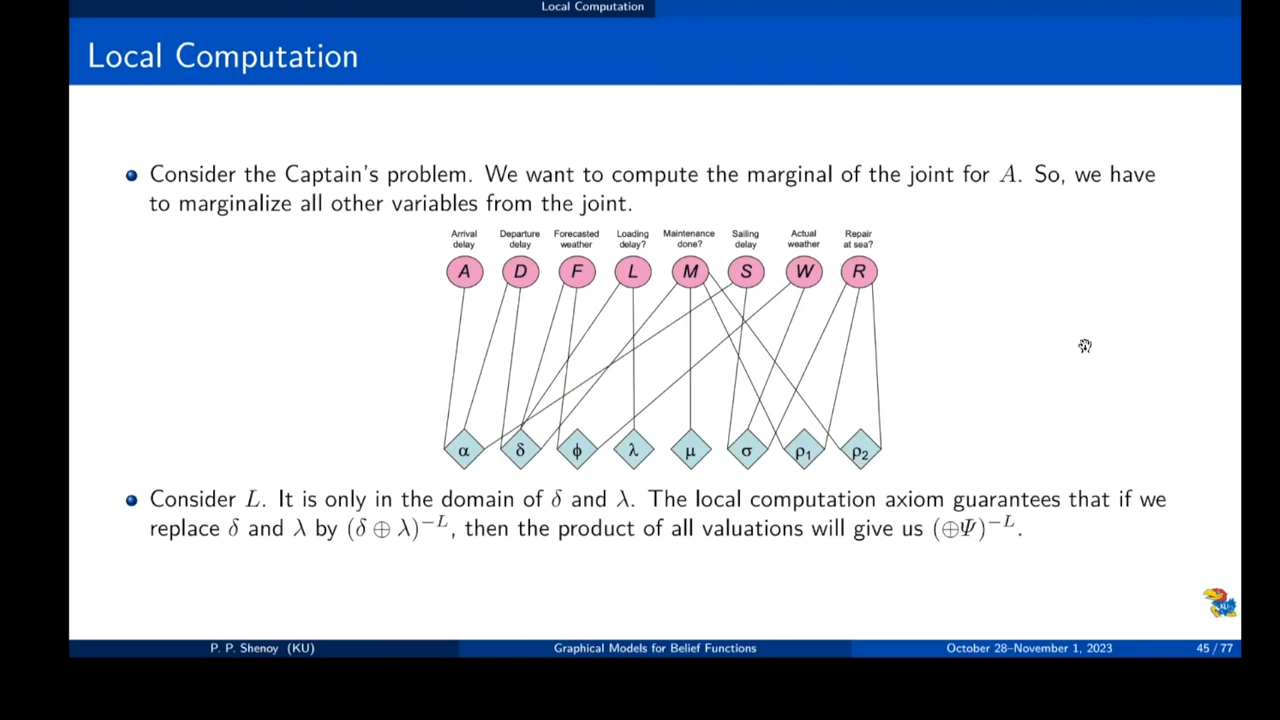 Local Computation
Local Computation
Consider the Captain's problem. We want to compute the marginal of the joint for A. So, we have
to marginalize all other variables from the joint.
Arrival delay
Departure delay
Forecasted weather
Loading delay?
Maintenance done?
Sailing delay
Actual weather
Repair at sea?
A D F L M S W R
α δ ϕ λ μ σ ρ₁ ρ₂
Consider L. It is only in the domain of δ and λ. The local computation axiom guarantees that if we
replace δ and λ by (δ ⊕ λ)⁻ᴸ, then the product of all valuations will give us (⊕Ψ)⁻ᴸ.
KU
P. P. Shenoy (KU) Graphical Models for Belief Functions October 28–November 1, 2023 45 / 77